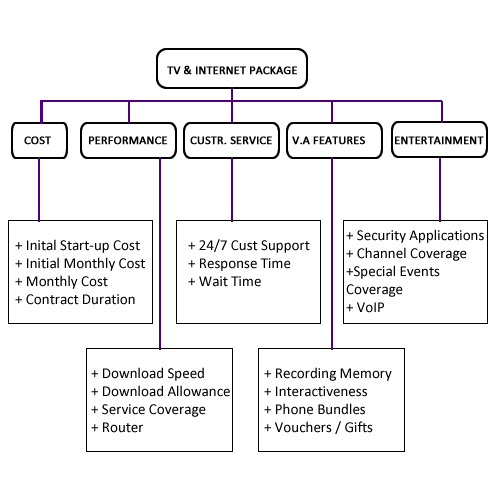 TV & INTERNET PACKAGE
COST
PERFORMANCE
CUSTR. SERVICE
V.A FEATURES
ENTERTAINMENT
+ Inital Start-up Cost
+ Initial Monthly Cost
+ Monthly Cost
+ Contract Duration
+ 24/7 Cust Support
+ Response Time
+ Wait Time
+ Security Applications
+ Channel Coverage
+Special Events
Coverage
+ VoIP
+ Download Speed
+ Download Allowance
+ Service Coverage
+ Router
+ Recording Memory
+ Interactiveness
+ Phone Bundles
+ Vouchers / Gifts